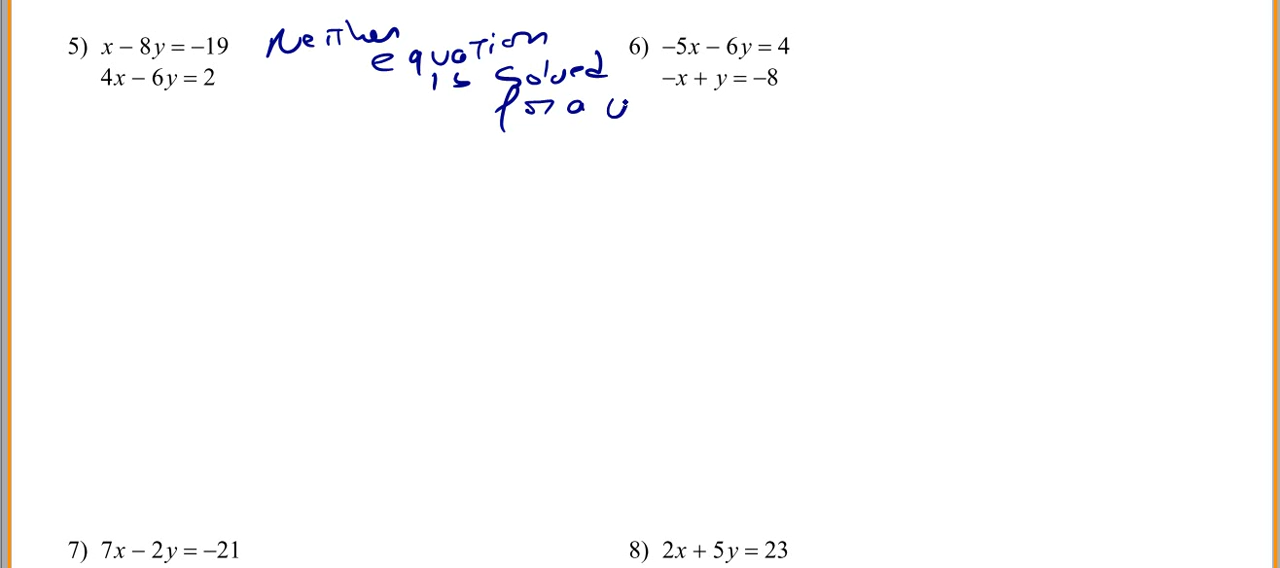 5) x – 8y = –19
4x – 6y = 2
Neither
equation
is solved
for a
6) –5x – 6y = 4
–x + y = –8
7) 7x – 2y = –21
8) 2x + 5y = 23